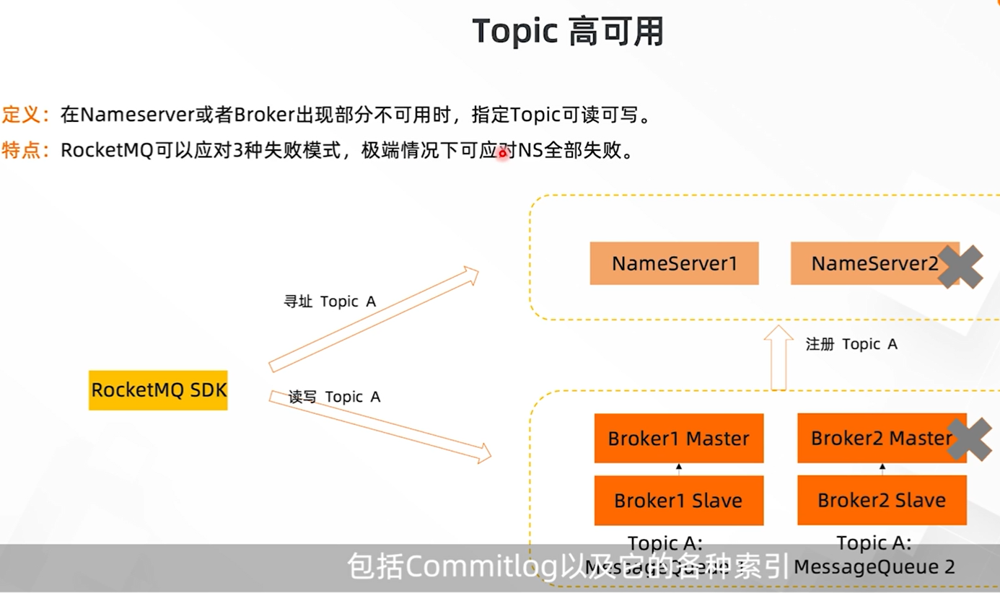 Topic 高可用
定义：在Nameserver或者Broker出现部分不可用时，指定Topic可读可写。
特点：RocketMQ可以应对3种失败模式，极端情况下可应对NS全部失败。
NameServer1
NameServer2
寻址 Topic A
注册 Topic A
RocketMQ SDK
读写 Topic A
Broker1 Master
Broker2 Master
Broker1 Slave
Broker2 Slave
Topic A:
Topic A:
MessageQueue
MessageQueue 2
包括Commitlog以及它的各种索引